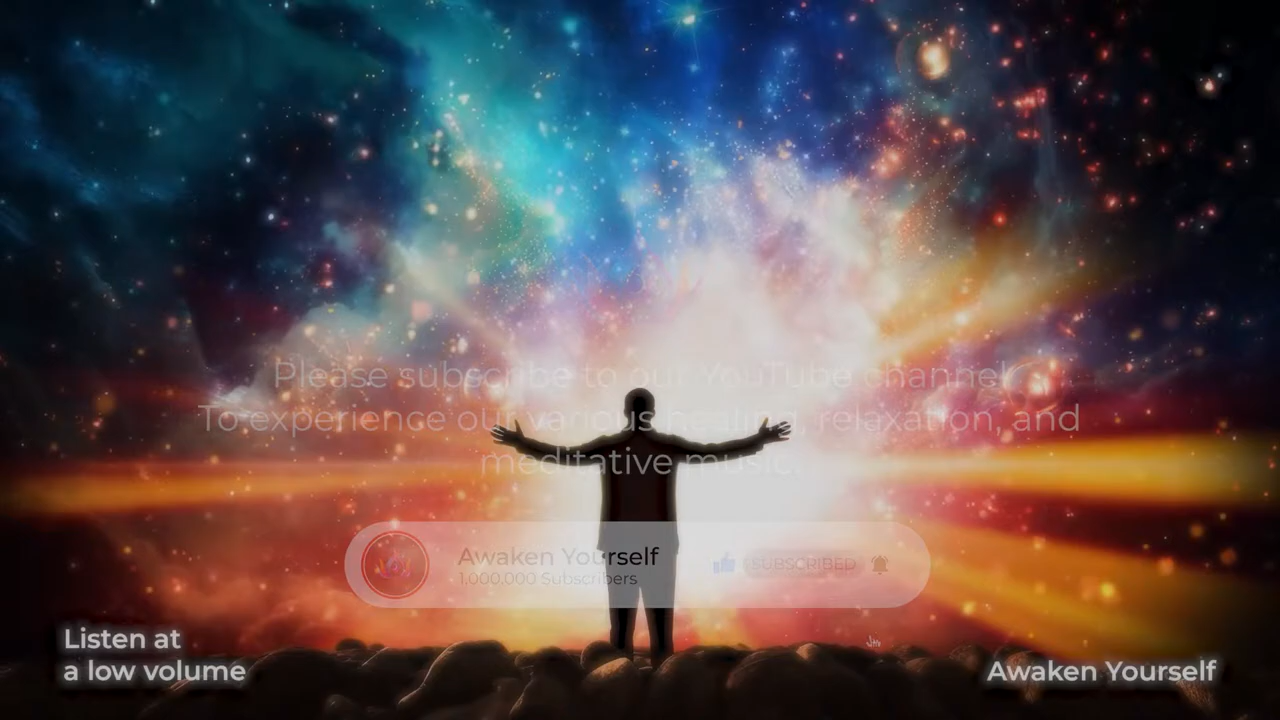 Please subscribe to our YouTube channel
To experience our various healing, relaxation, and
meditative music.
Awaken Yourself
1.000.000 Subscribers
SUBSCRIBED
Listen at
a low volume
Awaken Yourself